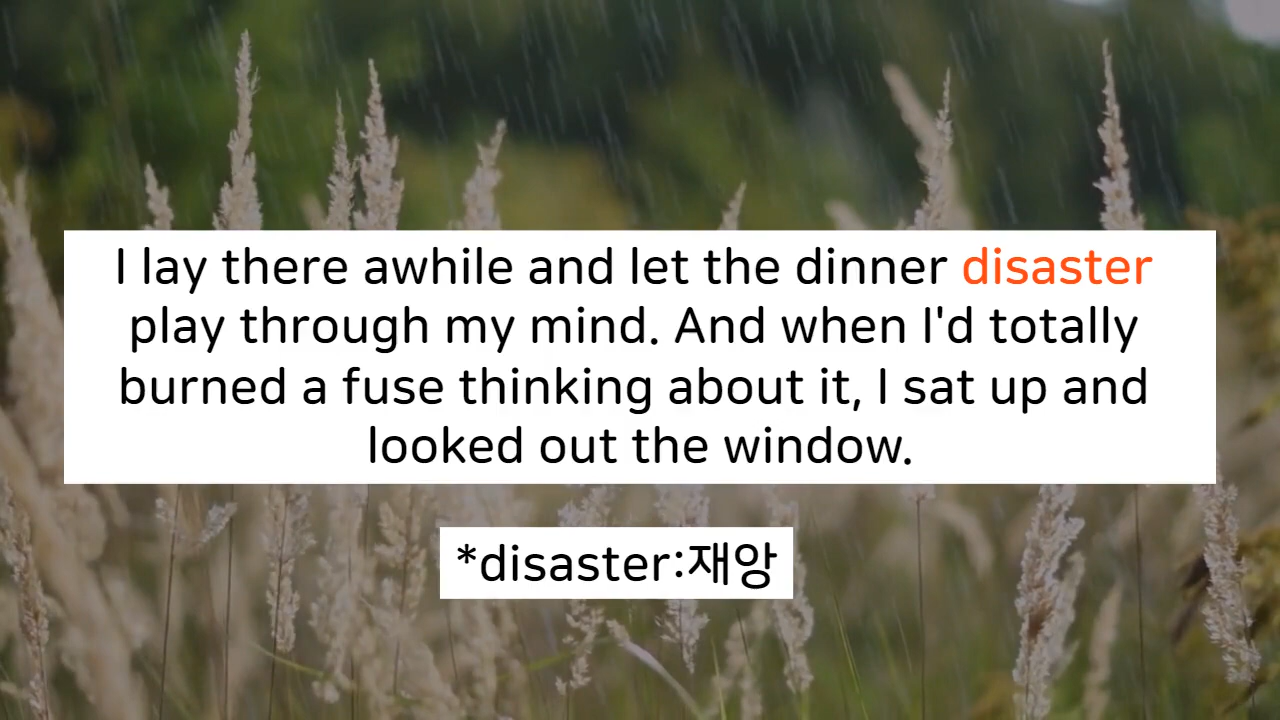 I lay there awhile and let the dinner disaster
play through my mind. And when I'd totally
burned a fuse thinking about it, I sat up and
looked out the window.
*disaster:재앙